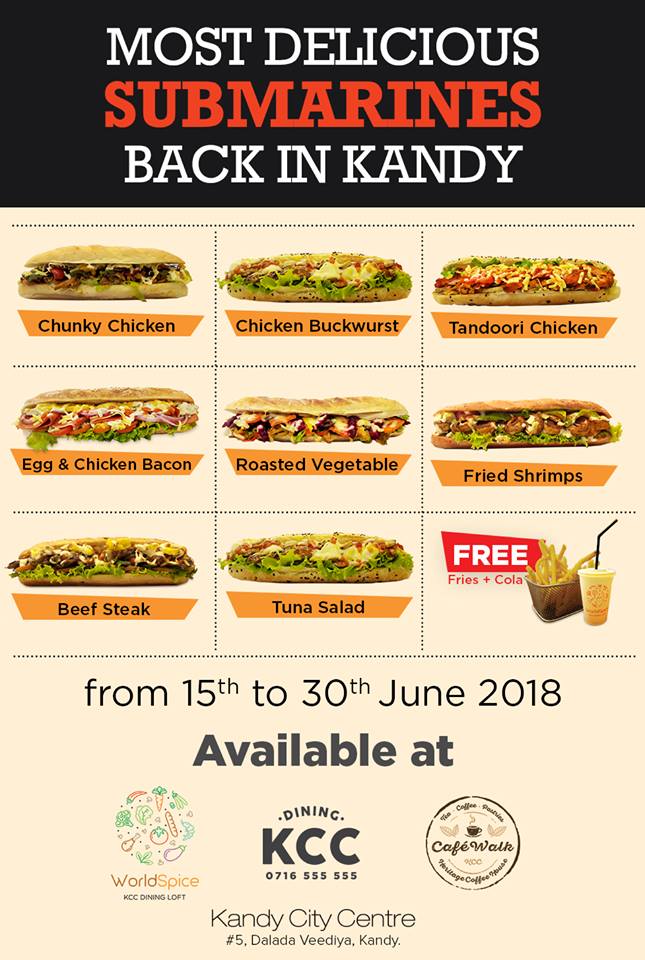 MOST DELICIOUS
SUBMARINES
BACK IN KANDY
Chunky Chicken
Chicken Buckwurst
Tandoori Chicken
Egg & Chicken Bacon
Roasted Vegetable
Fried Shrimps
Beef Steak
Tuna Salad
FREE
Fries + Cola
from 15th to 30th June 2018
Available at
WorldSpice
KCC DINING LOFT
·DINING·
KCC
0716 555 555
Tea · Coffee · Pastries
CaféWalk
KCC
Heritage Coffee House
Kandy City Centre
#5, Dalada Veediya, Kandy.